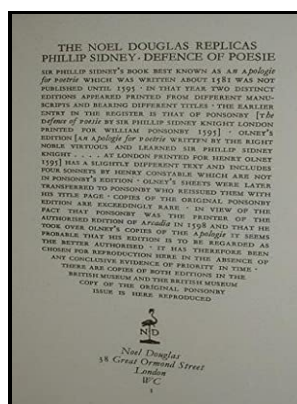 THE NOEL DOUGLAS REPLICAS
PHILLIP SIDNEY · DEFENCE OF POESIE
SIR PHILLIP SIDNEY'S BOOK BEST KNOWN AS AN Apologie
for Poetrie WHICH WAS WRITTEN ABOUT 1581 WAS NOT
PUBLISHED UNTIL 1595 · IN THAT YEAR TWO DISTINCT
EDITIONS APPEARED PRINTED FROM DIFFERENT MANU-
SCRIPTS AND BEARING DIFFERENT TITLES · THE EARLIER
ENTRY IN THE REGISTER IS THAT OF PONSONBY [The
Defence of Poesie BY SIR PHILLIP SIDNEY KNIGHT LONDON
PRINTED FOR WILLIAM PONSONBY 1595] · OLNEY'S
EDITION [An Apologie for Poetrie WRITTEN BY THE RIGHT
NOBLE VIRTUOUS AND LEARNED SIR PHILLIP SIDNEY
KNIGHT . . . . AT LONDON PRINTED FOR HENRY OLNEY
1595] HAS A SLIGHTLY DIFFERENT TEXT AND INCLUDES
FOUR SONNETS BY HENRY CONSTABLE WHICH ARE NOT
IN PONSONBY'S EDITION · OLNEY'S SHEETS WERE LATER
TRANSFERRED TO PONSONBY WHO REISSUED THEM WITH
HIS TITLE PAGE · COPIES OF THE ORIGINAL PONSONBY
EDITION ARE EXCEEDINGLY RARE · IN VIEW OF THE
FACT THAT PONSONBY WAS THE PRINTER OF THE
AUTHORISED EDITION OF Arcadia IN 1598 AND THAT HE
TOOK OVER OLNEY'S COPIES OF THE Apologie IT SEEMS
PROBABLE THAT HIS EDITION IS TO BE REGARDED AS
THE BETTER AUTHORISED · IT HAS THEREFORE BEEN
CHOSEN FOR REPRODUCTION HERE IN THE ABSENCE OF
ANY CONCLUSIVE EVIDENCE OF PRIORITY IN TIME ·
THERE ARE COPIES OF BOTH EDITIONS IN THE
BRITISH MUSEUM AND THE BRITISH MUSEUM
COPY OF THE ORIGINAL PONSONBY
ISSUE IS HERE REPRODUCED
N D
Noel Douglas
38 Great Ormond Street
London
WC